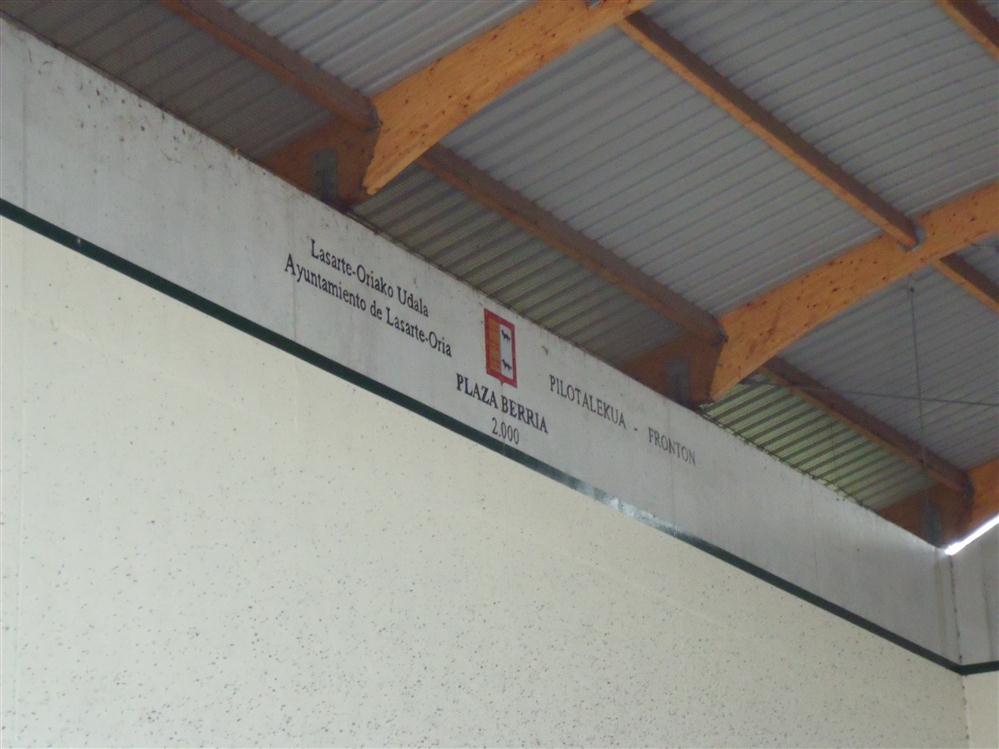 Lasarte-Oriako Udala
Ayuntamiento de Lasarte-Oria
PLAZA BERRIA
2.000
PILOTALEKUA - FRONTON